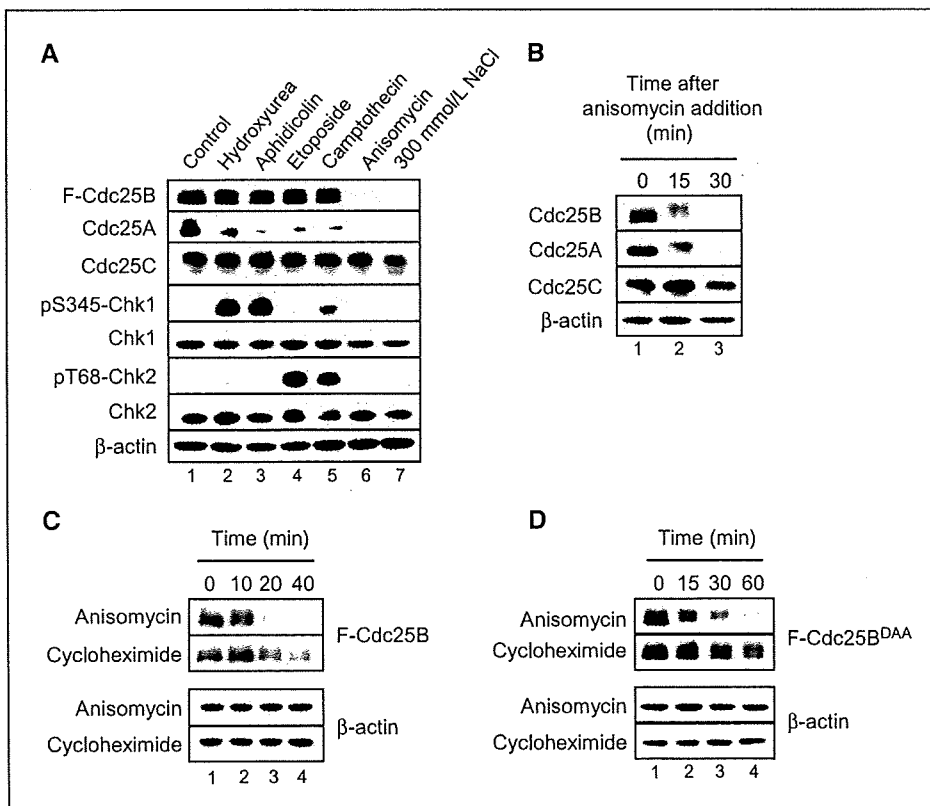 A
Control
Hydroxyurea
Aphidicolin
Etoposide
Camptothecin
Anisomycin
300 mmol/L NaCl
F-Cdc25B
Cdc25A
Cdc25C
pS345-Chk1
Chk1
pT68-Chk2
Chk2
β-actin
1 2 3 4 5 6 7
B
Time after
anisomycin addition
(min)
0 15 30
Cdc25B
Cdc25A
Cdc25C
β-actin
1 2 3
C
Time (min)
0 10 20 40
Anisomycin
Cycloheximide
F-Cdc25B
Anisomycin
Cycloheximide
β-actin
1 2 3 4
D
Time (min)
0 15 30 60
Anisomycin
Cycloheximide
F-Cdc25BDAA
Anisomycin
Cycloheximide
β-actin
1 2 3 4